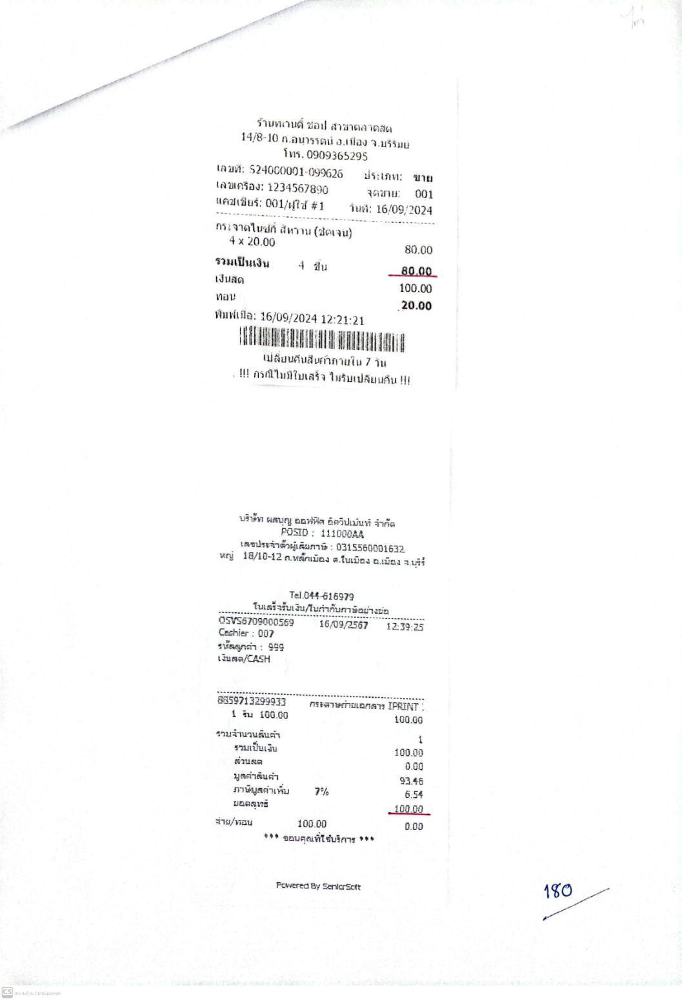 ร้านทเวนตี้ ชอป สาขาตลาดสด
14/8-10 ถ.อนุวรรตน์ อ.เมือง จ.บุรีรัมย์
โทร. 0909365295
เลขที่: S24000001-099626 ประเภท: ขาย
เลขเครื่อง: 1234567890 จุดขาย: 001
แคชเชียร์: 001/ผู้ใช้ #1 วันที่: 16/09/2024
กระจาดไบซกี้ สีหวาน (ชัดเจน)
4 x 20.00 80.00
รวมเป็นเงิน 4 ชิ้น 80.00
เงินสด 100.00
ทอน 20.00
พิมพ์เมื่อ: 16/09/2024 12:21:21
เปลี่ยนคืนสินค้าภายใน 7 วัน
!!! กรณีไม่มีใบเสร็จ ไม่รับเปลี่ยนคืน !!!
บริษัท ผลบุญ ออฟฟิศ อิควิปเม้นท์ จำกัด
POSID : 111000AA
เลขประจำตัวผู้เสียภาษี : 0315560001632
หญ่ 18/10-12 ถ.หลักเมือง ต.ในเมือง อ.เมือง จ.บุรีร์
Tel.044-616979
ใบเสร็จรับเงิน/ใบกำกับภาษีอย่างย่อ
OSVS6709000569 16/09/2567 12:39:25
Cashier : 007
รหัสลูกค้า : 999
เงินสด/CASH
8859713299933 กระดาษถ่ายเอกสาร IPRINT :
1 รีม 100.00 100.00
รวมจำนวนสินค้า 1
รวมเป็นเงิน 100.00
ส่วนลด 0.00
มูลค่าสินค้า 93.46
ภาษีมูลค่าเพิ่ม 7% 6.54
ยอดสุทธิ 100.00
จ่าย/ทอน 100.00 0.00
*** ขอบคุณที่ใช้บริการ ***
Powered By SeniorSoft
180
CS สแกนด้วย CamScanner